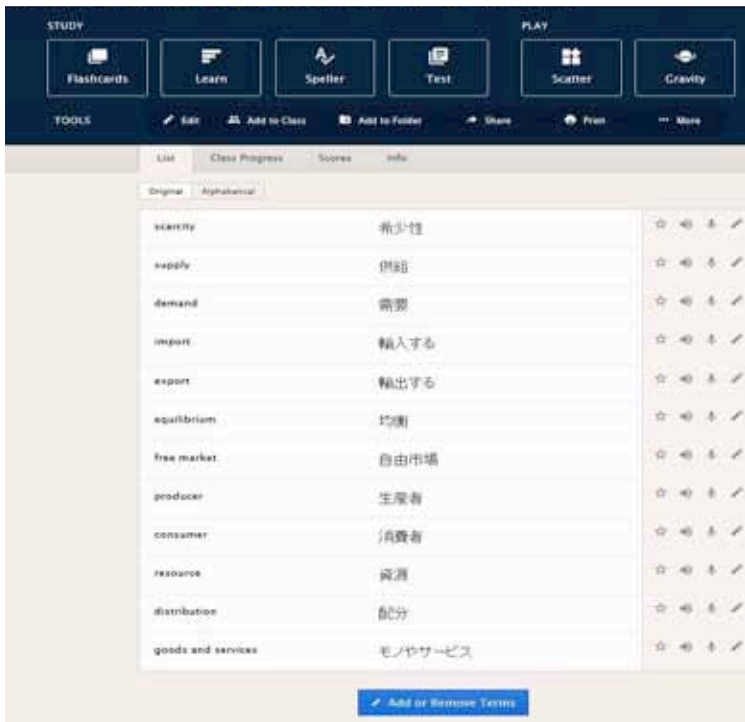 STUDY PLAY
Flashcards Learn Speller Test Scatter Gravity
TOOLS Edit Add to Class Add to Folder Share Print More
List Class Progress Scores Info
Original Alphabetical
scarcity 希少性
supply 供給
demand 需要
import 輸入する
export 輸出する
equilibrium 均衡
free market 自由市場
producer 生産者
consumer 消費者
resource 資源
distribution 配分
goods and services モノやサービス
Add or Remove Terms